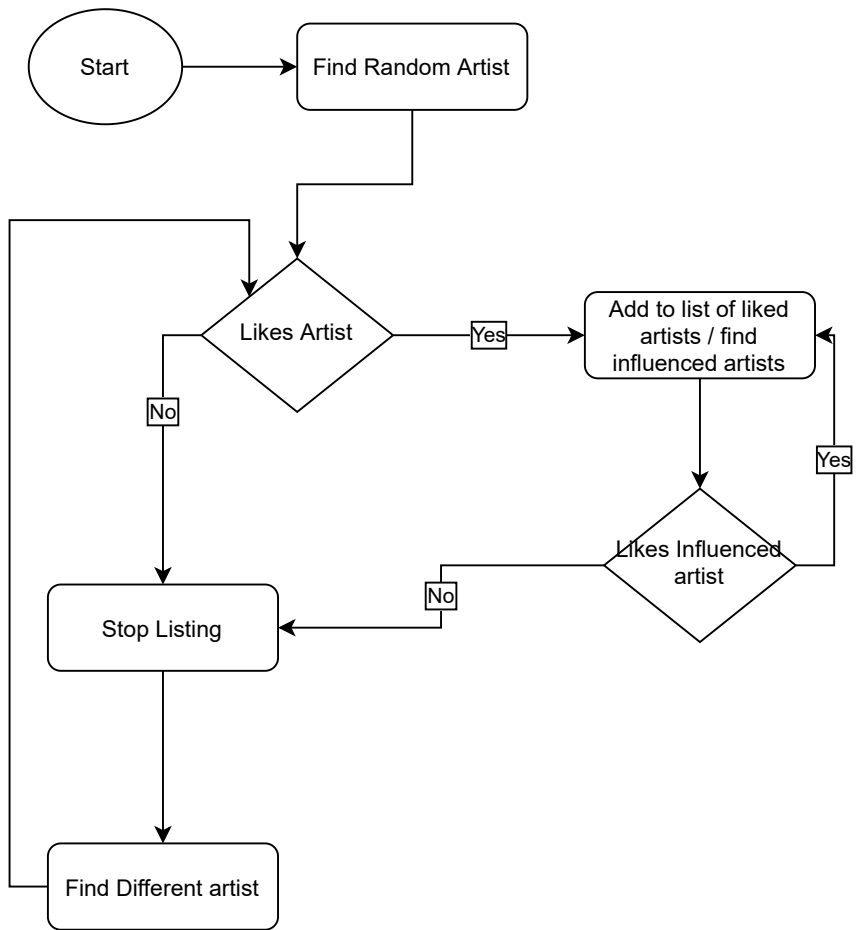 Start
Find Random Artist
Likes Artist
Yes
Add to list of liked
artists / find
influenced artists
No
Yes
Likes Influenced
artist
No
Stop Listing
Find Different artist